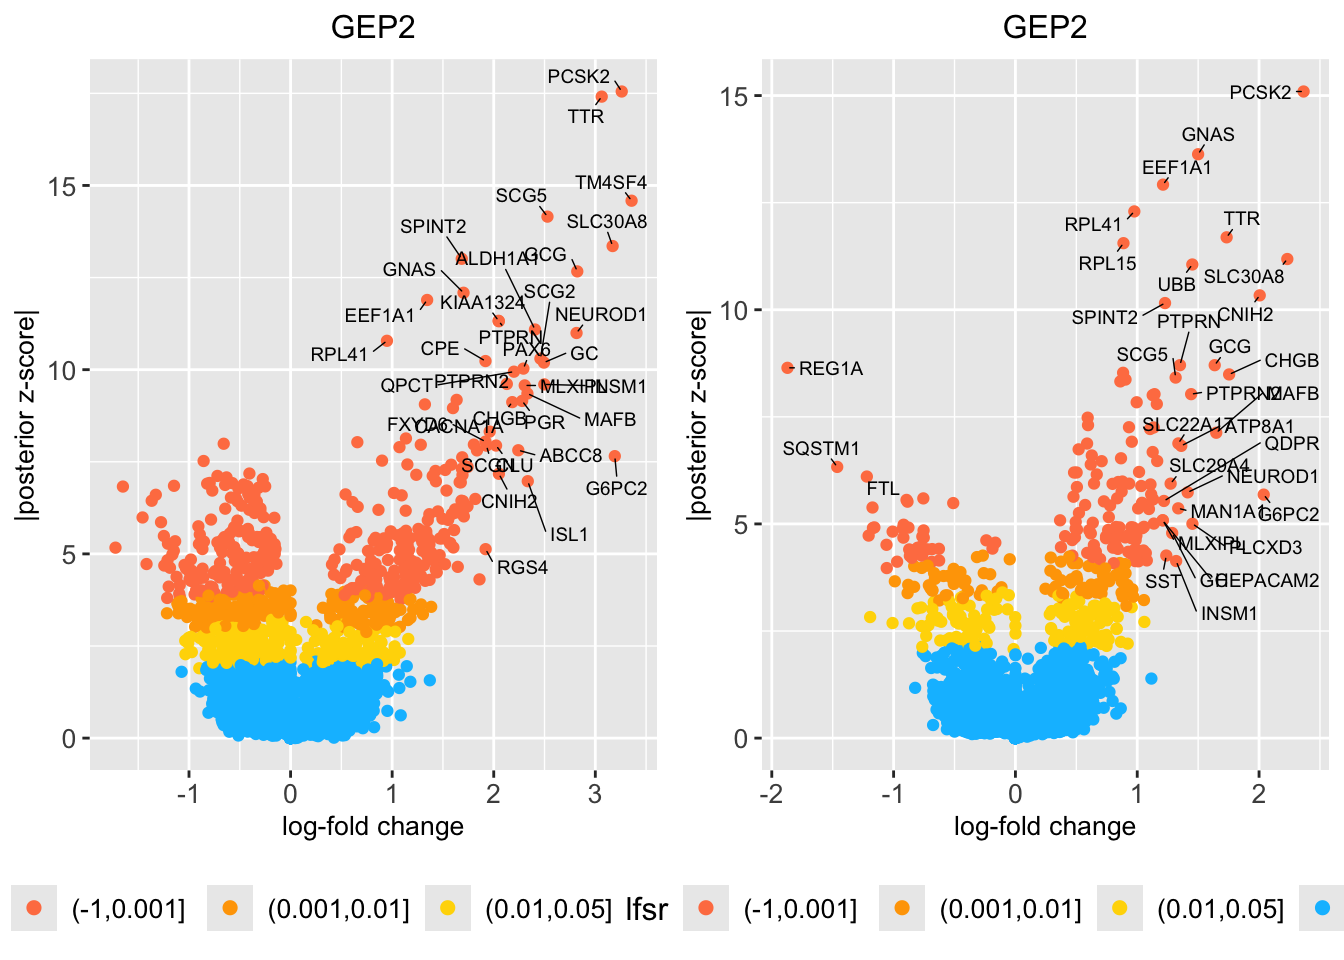 GEP2
PCSK2
TTR
TM4SF4
SCG5
SLC30A8
SPINT2
ALDH1A1
GCG
GNAS
SCG2
KIAA1324
EEF1A1
NEUROD1
PTPRN
RPL41
CPE
PAX6
GC
QPCT
PTPRN2
MLXIPL
INSM1
MAFB
CHGB
PGR
FXYD6
CACNA1A
SCGN
CLU
ABCC8
G6PC2
CNIH2
ISL1
RGS4
15
10
5
0
-1
0
1
2
3
|posterior z-score|
log-fold change
GEP2
PCSK2
GNAS
EEF1A1
RPL41
TTR
RPL15
UBB
SLC30A8
SPINT2
CNIH2
PTPRN
SCG5
GCG
CHGB
REG1A
PTPRN2
MAFB
SLC22A17
ATP8A1
SQSTM1
QDPR
SLC29A4
NEUROD1
FTL
MAN1A1
G6PC2
MLXIPL
PLCXD3
SST
HEPACAM2
INSM1
15
10
5
0
-2
-1
0
1
2
|posterior z-score|
log-fold change
(-1,0.001]
(0.001,0.01]
(0.01,0.05]
lfsr
(-1,0.001]
(0.001,0.01]
(0.01,0.05]